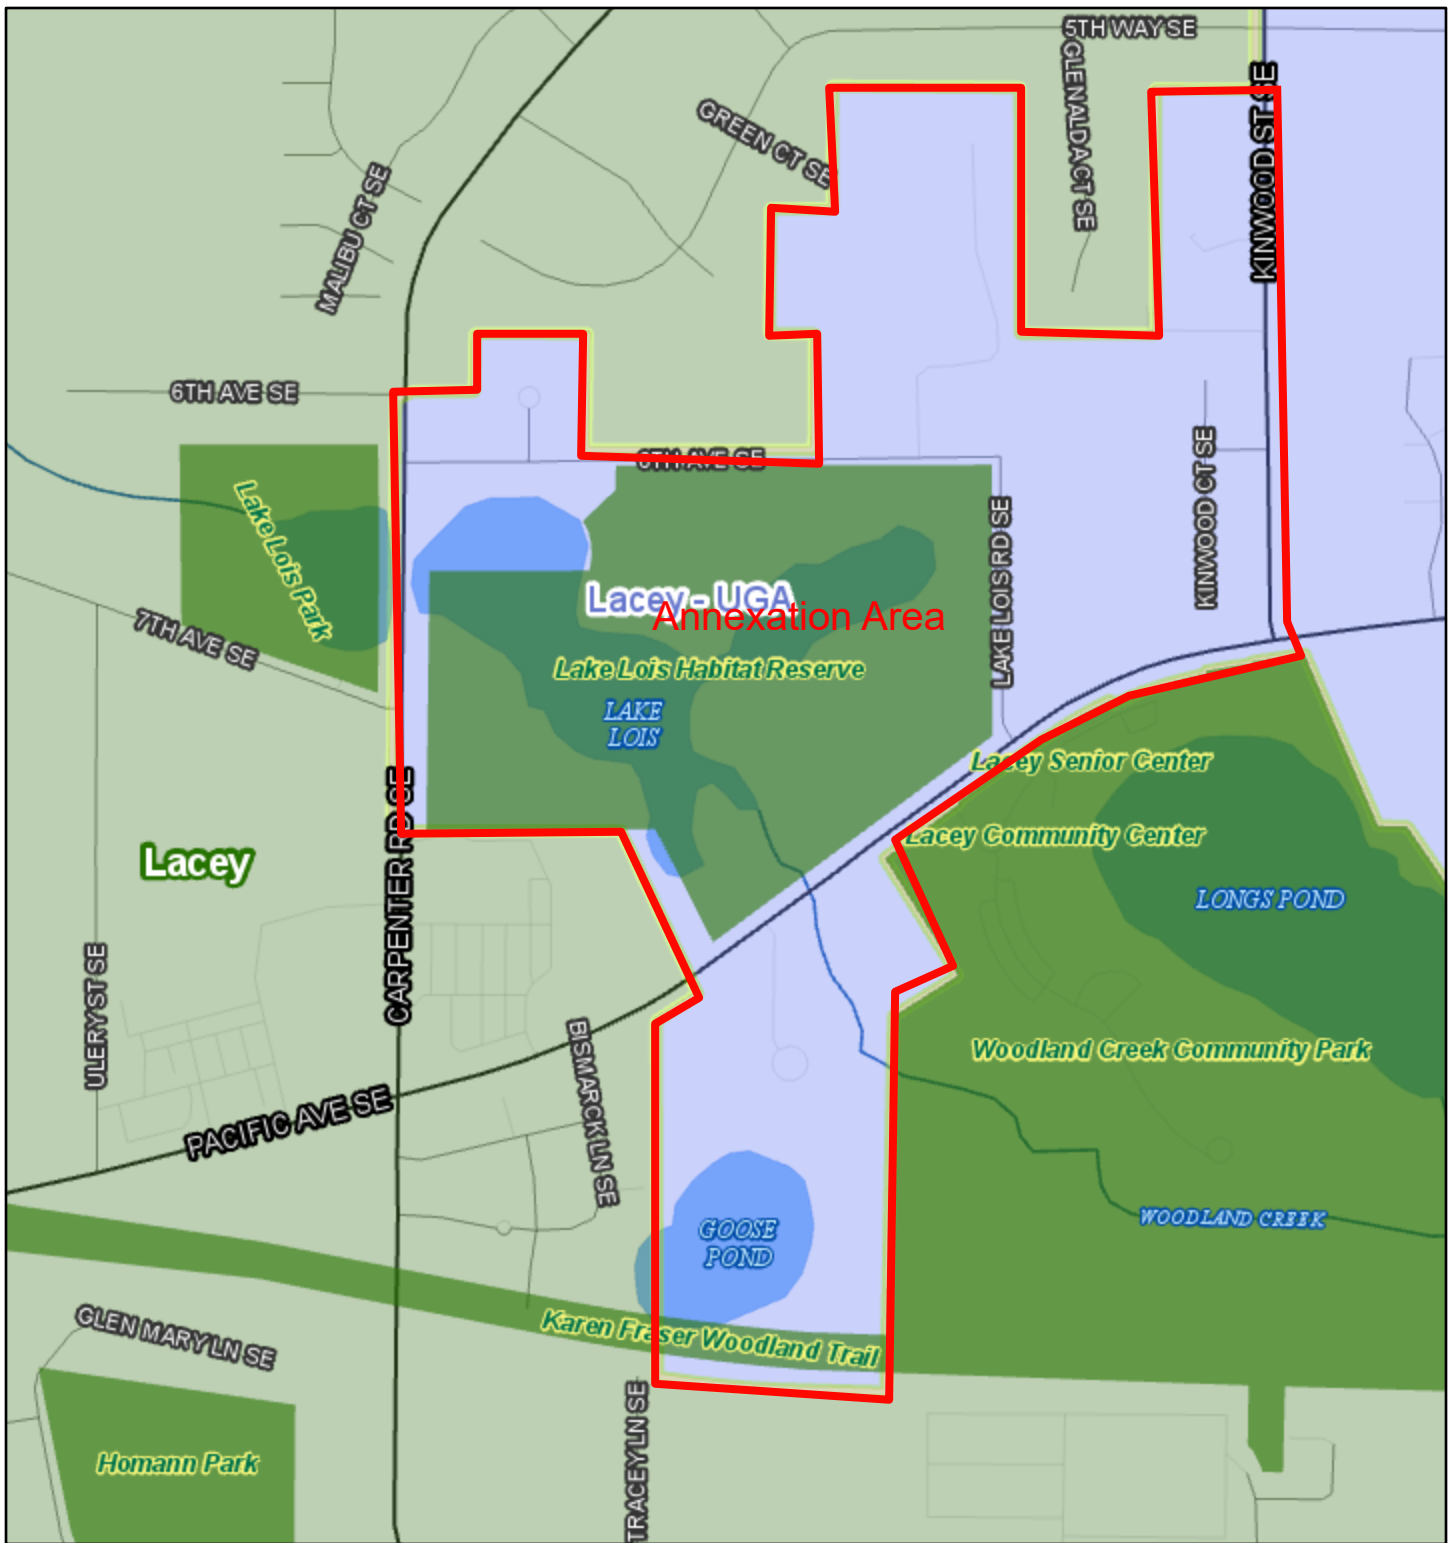 5TH WAY SE
GLENALDA CT SE
KINWOOD ST SE
GREEN CT SE
MALIBU CT SE
6TH AVE SE
6TH AVE SE
KINWOOD CT SE
Lake Lois Park
LAKE LOIS RD SE
Lacey - UGA
Annexation Area
7TH AVE SE
Lake Lois Habitat Reserve
LAKE
LOIS
Lacey Senior Center
Lacey Community Center
Lacey
CARPENTER RD SE
LONGS POND
ULERY ST SE
BISMARCK LN SE
Woodland Creek Community Park
PACIFIC AVE SE
WOODLAND CREEK
GOOSE
POND
Karen Fraser Woodland Trail
GLEN MARY LN SE
TRACEY LN SE
Homann Park